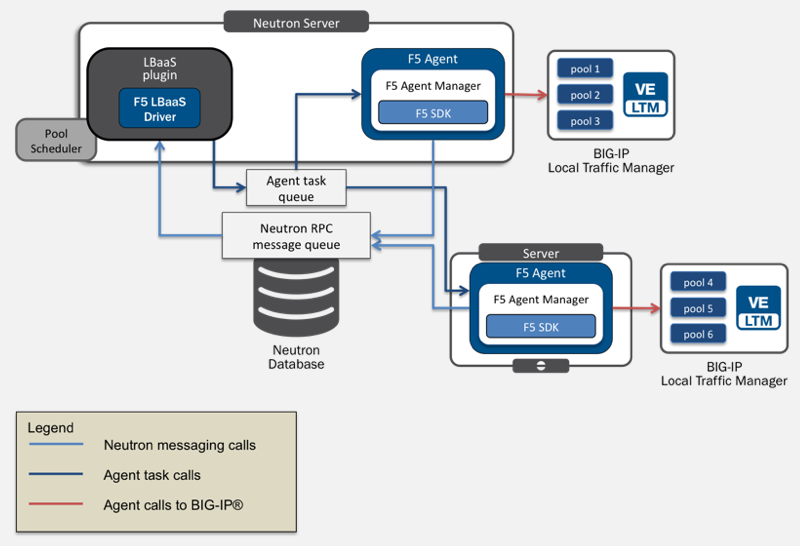 Neutron Server
LBaaS
plugin
F5 LBaaS
Driver
Pool
Scheduler
F5 Agent
F5 Agent Manager
F5 SDK
pool 1
pool 2
pool 3
VE
LTM
BIG-IP
Local Traffic Manager
Agent task
queue
Neutron RPC
message queue
Neutron
Database
Server
F5 Agent
F5 Agent Manager
F5 SDK
pool 4
pool 5
pool 6
VE
LTM
BIG-IP
Local Traffic Manager
Legend
Neutron messaging calls
Agent task calls
Agent calls to BIG-IP®